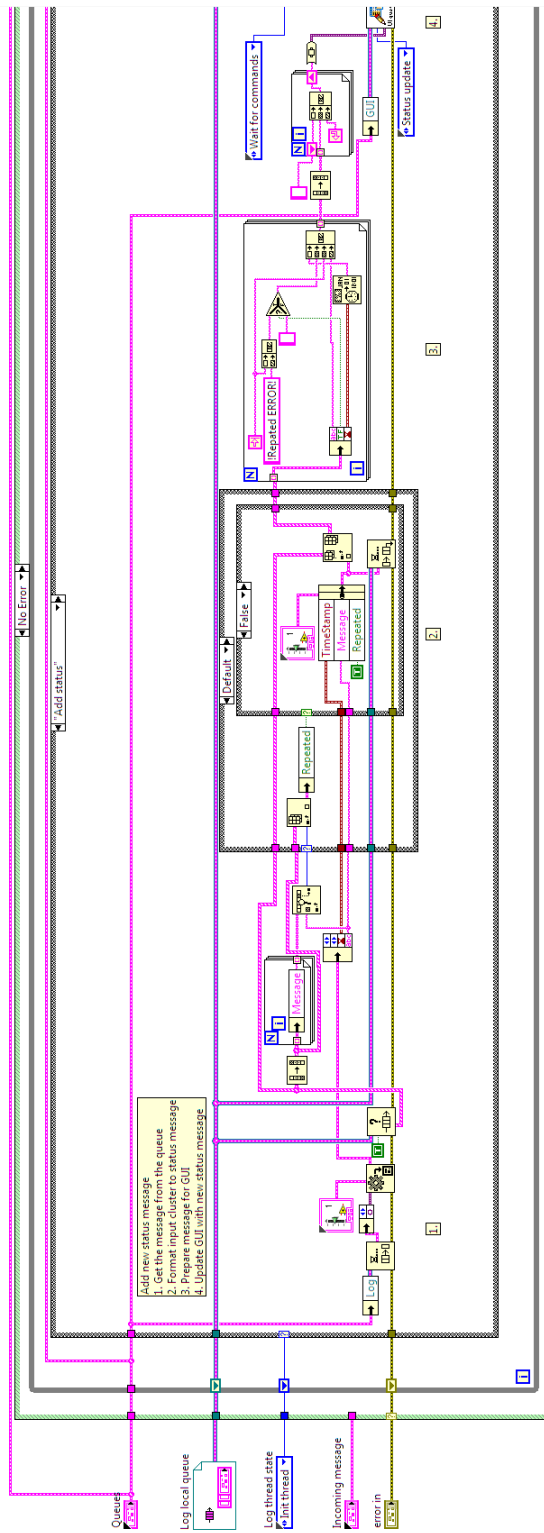 Queues
Log local queue
Log thread state
Init thread
Incoming message
error in
No Error
"Add status"
Add new status message
1. Get the message from the queue
2. Format input cluster to status message
3. Prepare message for GUI
4. Update GUI with new status message
Log
1.
N
i
Message
Default
Repeated
False
TimeStamp
Message
Repeated
2.
N
!Repated ERROR!
i
3.
N
i
Wait for commands
GUI
Status update
4.
i